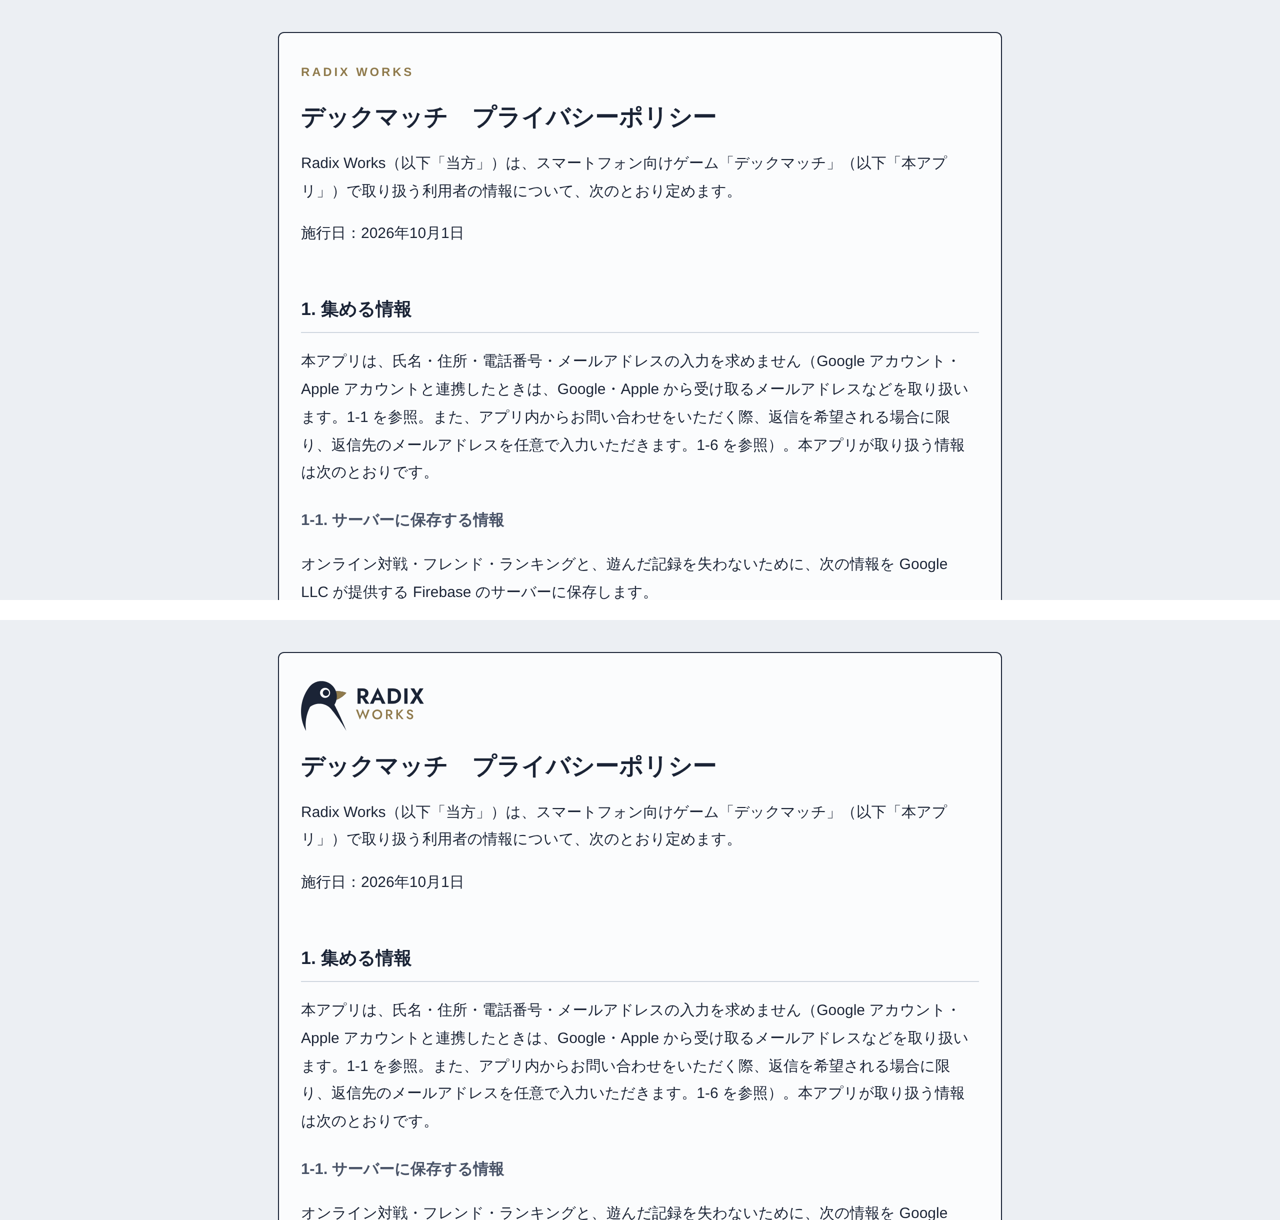 RADIX WORKS
デックマッチ　プライバシーポリシー
Radix Works（以下「当方」）は、スマートフォン向けゲーム「デックマッチ」（以下「本アプ
リ」）で取り扱う利用者の情報について、次のとおり定めます。
施行日：2026年10月1日
1. 集める情報
本アプリは、氏名・住所・電話番号・メールアドレスの入力を求めません（Google アカウント・
Apple アカウントと連携したときは、Google・Apple から受け取るメールアドレスなどを取り扱い
ます。1-1 を参照。また、アプリ内からお問い合わせをいただく際、返信を希望される場合に限
り、返信先のメールアドレスを任意で入力いただきます。1-6 を参照）。本アプリが取り扱う情報
は次のとおりです。
1-1. サーバーに保存する情報
オンライン対戦・フレンド・ランキングと、遊んだ記録を失わないために、次の情報を Google
LLC が提供する Firebase のサーバーに保存します。
RADIX
WORKS
デックマッチ　プライバシーポリシー
Radix Works（以下「当方」）は、スマートフォン向けゲーム「デックマッチ」（以下「本アプ
リ」）で取り扱う利用者の情報について、次のとおり定めます。
施行日：2026年10月1日
1. 集める情報
本アプリは、氏名・住所・電話番号・メールアドレスの入力を求めません（Google アカウント・
Apple アカウントと連携したときは、Google・Apple から受け取るメールアドレスなどを取り扱い
ます。1-1 を参照。また、アプリ内からお問い合わせをいただく際、返信を希望される場合に限
り、返信先のメールアドレスを任意で入力いただきます。1-6 を参照）。本アプリが取り扱う情報
は次のとおりです。
1-1. サーバーに保存する情報
オンライン対戦・フレンド・ランキングと、遊んだ記録を失わないために、次の情報を Google